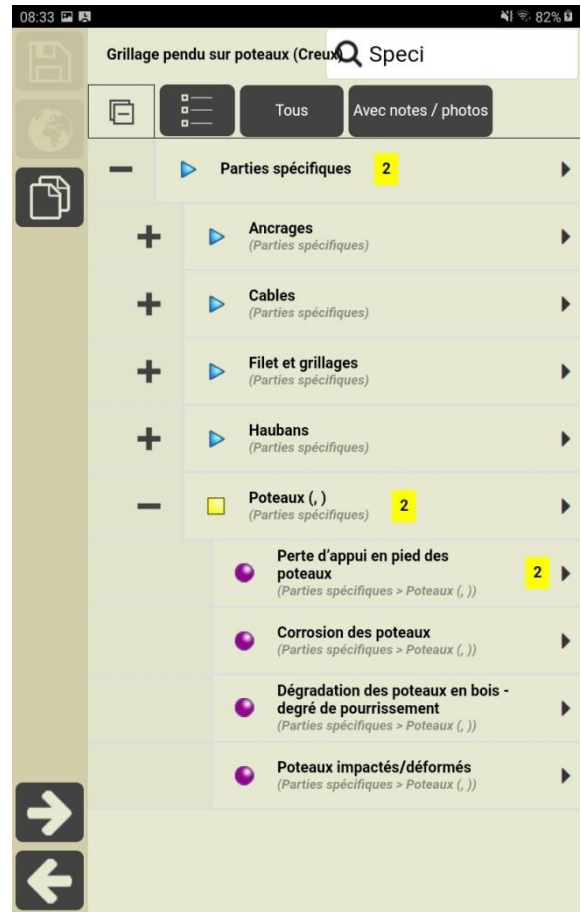 08:33 82%
Grillage pendu sur poteaux (Creux) Speci
Tous Avec notes / photos
Parties spécifiques 2
Ancrages
(Parties spécifiques)
Cables
(Parties spécifiques)
Filet et grillages
(Parties spécifiques)
Haubans
(Parties spécifiques)
Poteaux (, )
(Parties spécifiques) 2
Perte d’appui en pied des
poteaux 2
(Parties spécifiques > Poteaux (, ))
Corrosion des poteaux
(Parties spécifiques > Poteaux (, ))
Dégradation des poteaux en bois -
degré de pourrissement
(Parties spécifiques > Poteaux (, ))
Poteaux impactés/déformés
(Parties spécifiques > Poteaux (, ))